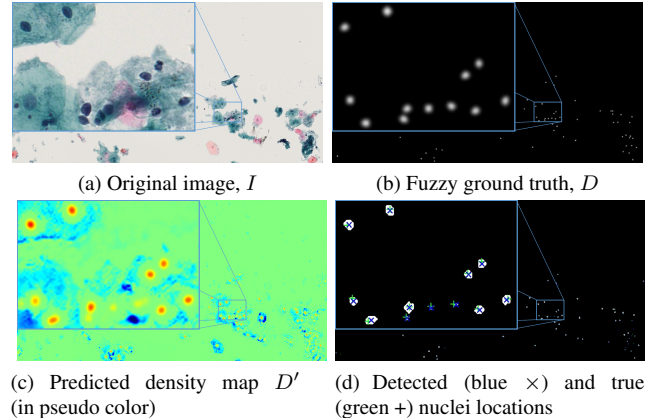 (a) Original image, I
(b) Fuzzy ground truth, D
(c) Predicted density map D′
(in pseudo color)
(d) Detected (blue ×) and true
(green +) nuclei locations